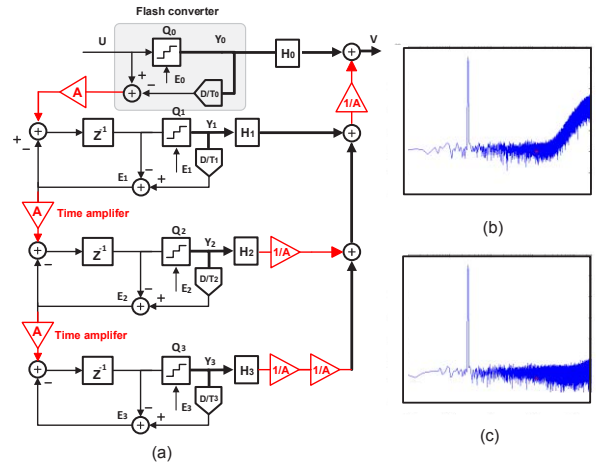 Flash converter
Q0
Y0
U
H0
V
E0
D/T0
A
1/A
Q1
Y1
Z-1
H1
E1
D/T1
E1
A
Time amplifer
Q2
Y2
Z-1
H2
1/A
E2
D/T2
E2
A
Time amplifer
Q3
Y3
Z-1
H3
1/A
1/A
E3
D/T3
E3
(a)
(b)
(c)